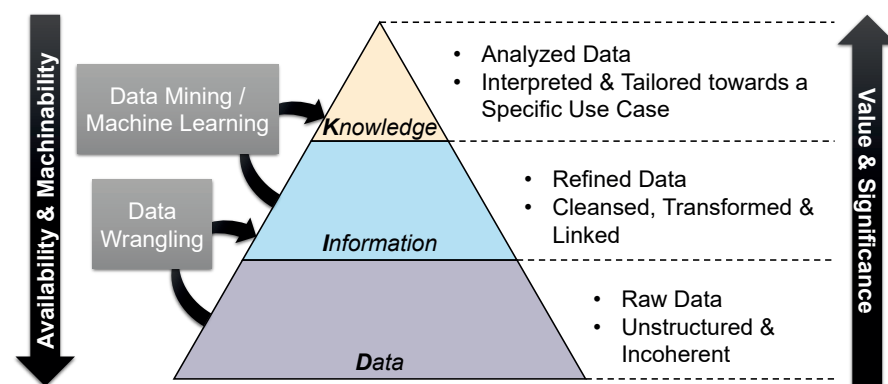 Availability & Machinability
Data Mining /
Machine Learning
Data
Wrangling
Knowledge
Information
Data
• Analyzed Data
• Interpreted & Tailored towards a
Specific Use Case
• Refined Data
• Cleansed, Transformed &
Linked
• Raw Data
• Unstructured &
Incoherent
Value & Significance